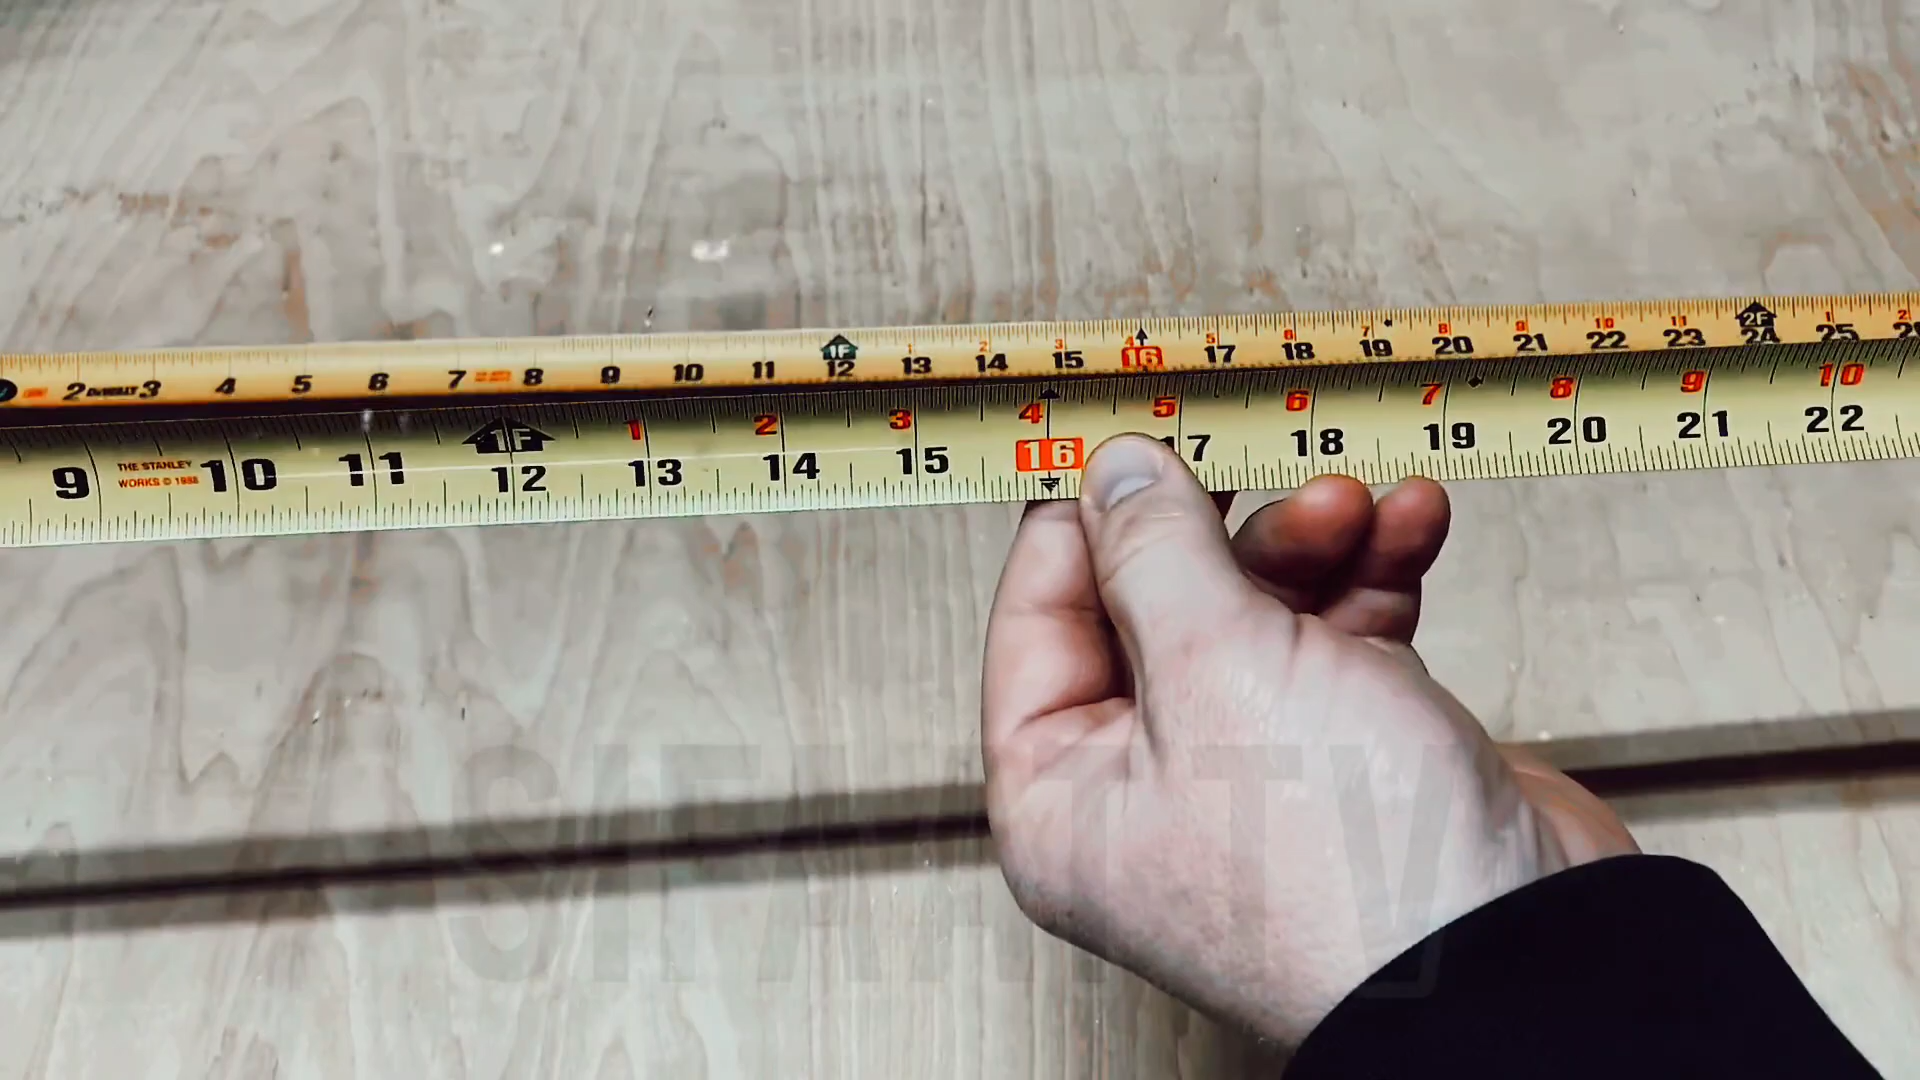 2 DEWALT 3 4 5 6 7 8 9 10 11 12 13 14 15 16 17 18 19 20 21 22 23 24 25
1F 1 2 3 4 5 6 7 8 9 10 11 2F 1 2
1F 1 2 3 4 5 6 7 8 9 10
9 THE STANLEY WORKS © 1988 10 11 12 13 14 15 16 17 18 19 20 21 22
ASIFAAT TV